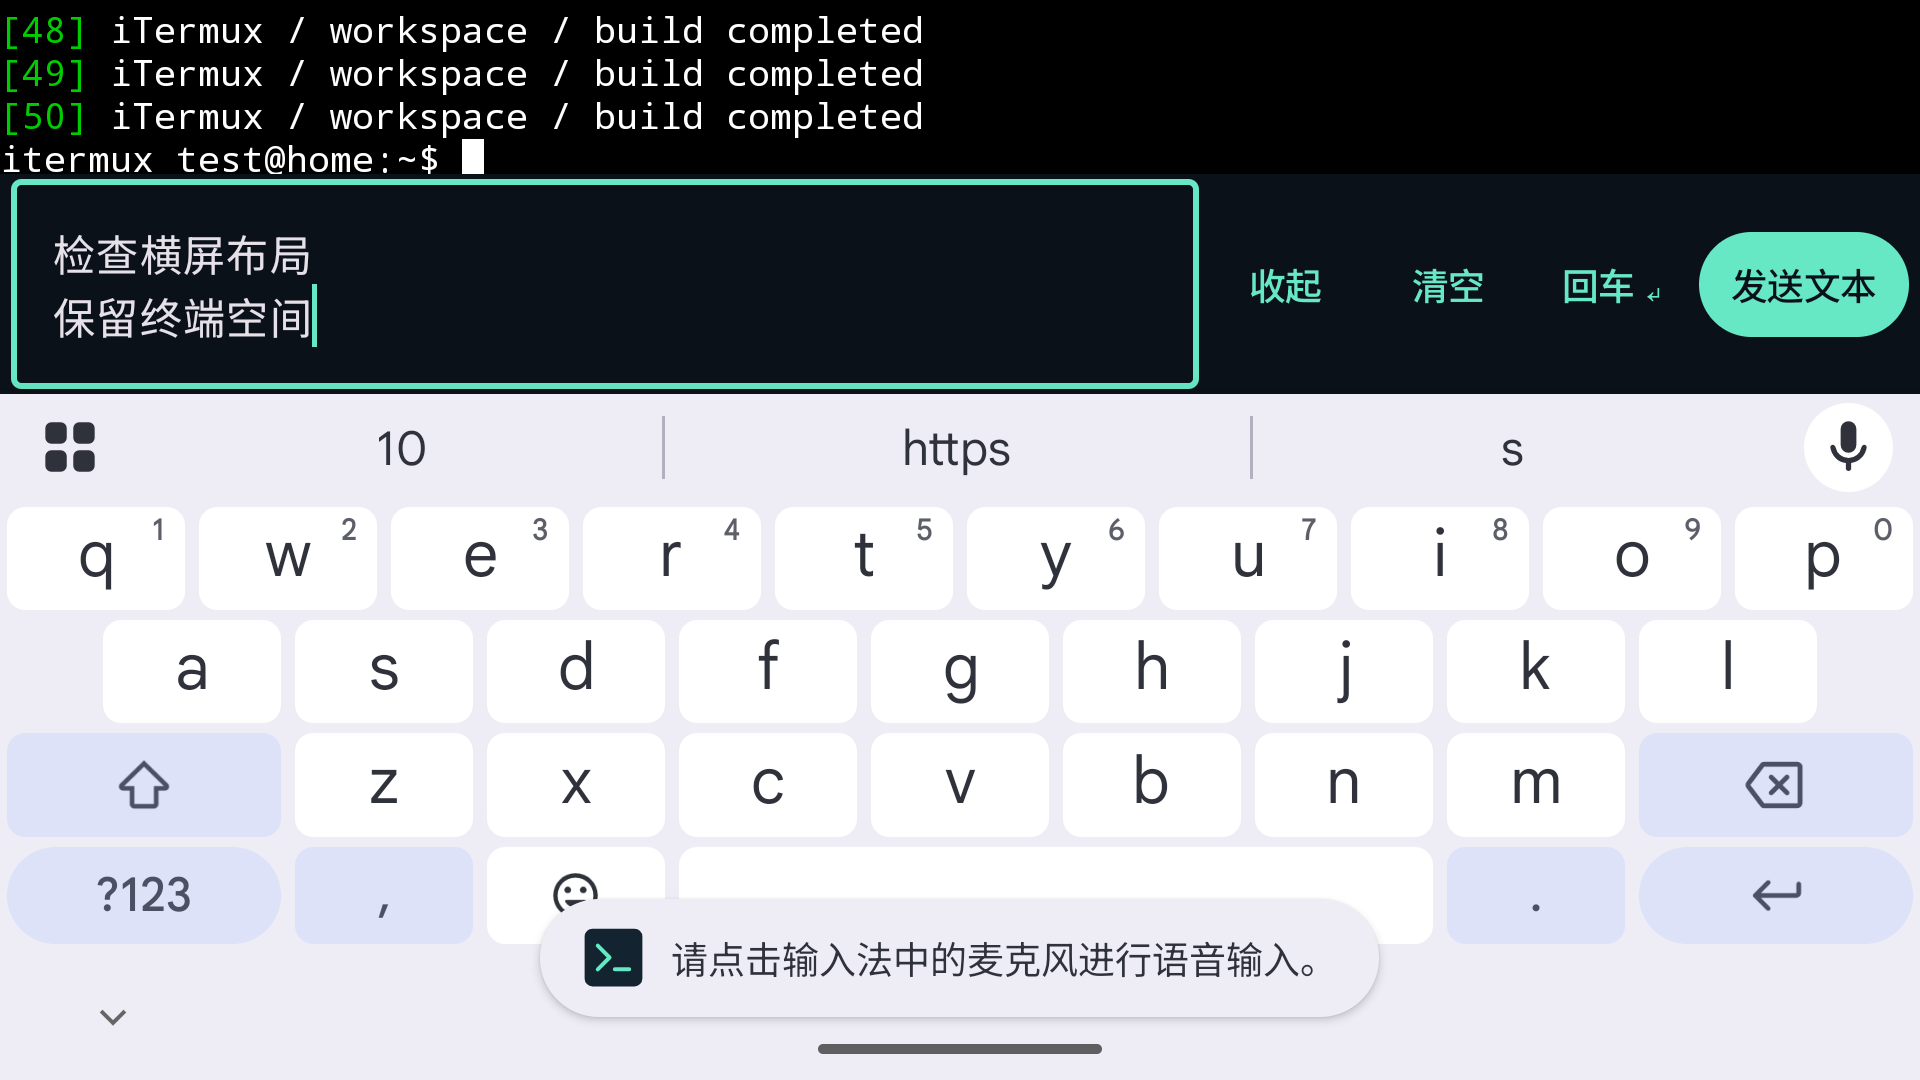 [48] iTermux / workspace / build completed
[49] iTermux / workspace / build completed
[50] iTermux / workspace / build completed
itermux test@home:~$
检查横屏布局
保留终端空间
收起 清空 回车 ↵ 发送文本
10 https s
q 1 w 2 e 3 r 4 t 5 y 6 u 7 i 8 o 9 p 0
a s d f g h j k l
z x c v b n m
?123 , .
请点击输入法中的麦克风进行语音输入。